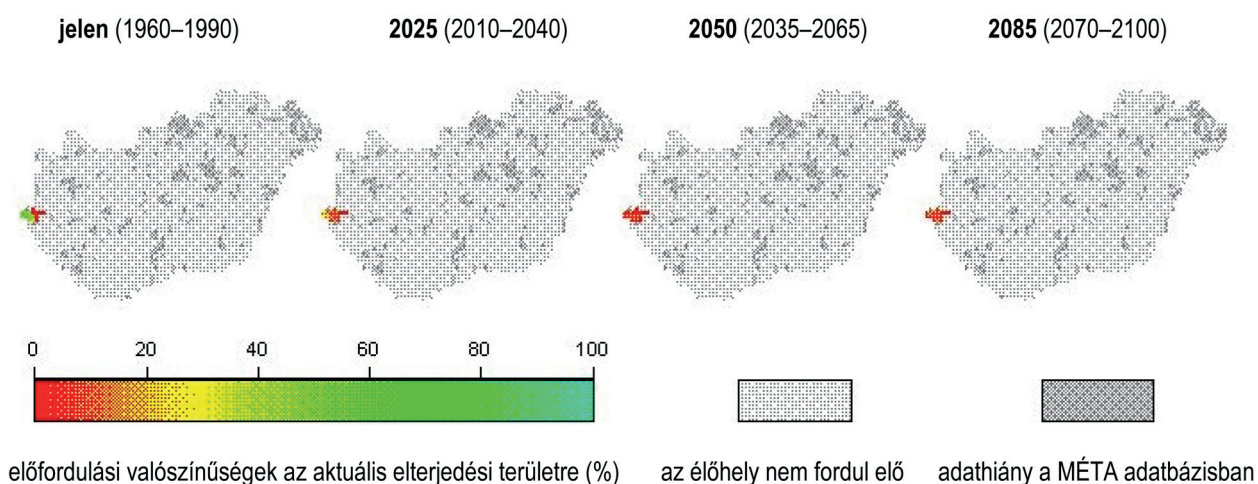 jelen (1960–1990) 2025 (2010–2040) 2050 (2035–2065) 2085 (2070–2100)
0 20 40 60 80 100
előfordulási valószínűségek az aktuális elterjedési területre (%) az élőhely nem fordul elő adathiány a MÉTA adatbázisban